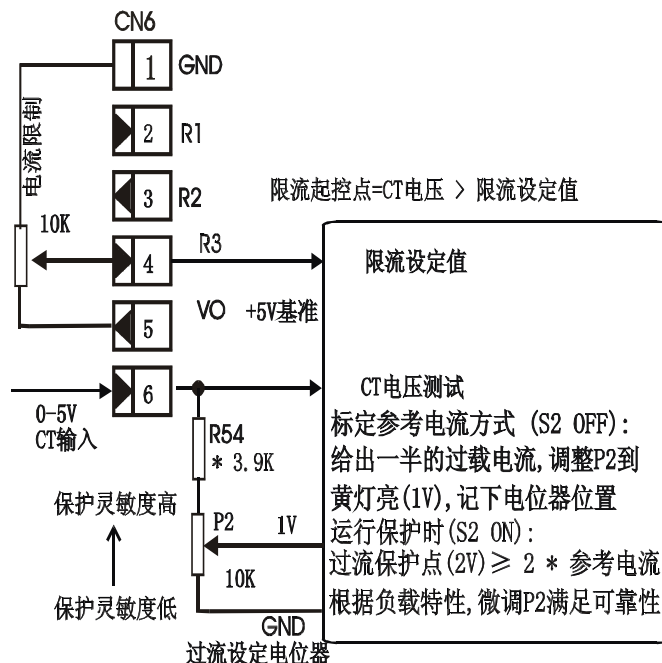 CN6
1 GND
电流限制
2 R1
3 R2
限流起控点=CT电压 > 限流设定值
10K
4 R3
限流设定值
5 VO +5V基准
6
0-5V
CT输入
CT电压测试
标定参考电流方式 (S2 OFF):
给出一半的过载电流,调整P2到
黄灯亮(1V),记下电位器位置
运行保护时(S2 ON):
过流保护点(2V)≥ 2 * 参考电流
根据负载特性,微调P2满足可靠性
R54
* 3.9K
保护灵敏度高
P2
1V
10K
保护灵敏度低
GND
过流设定电位器